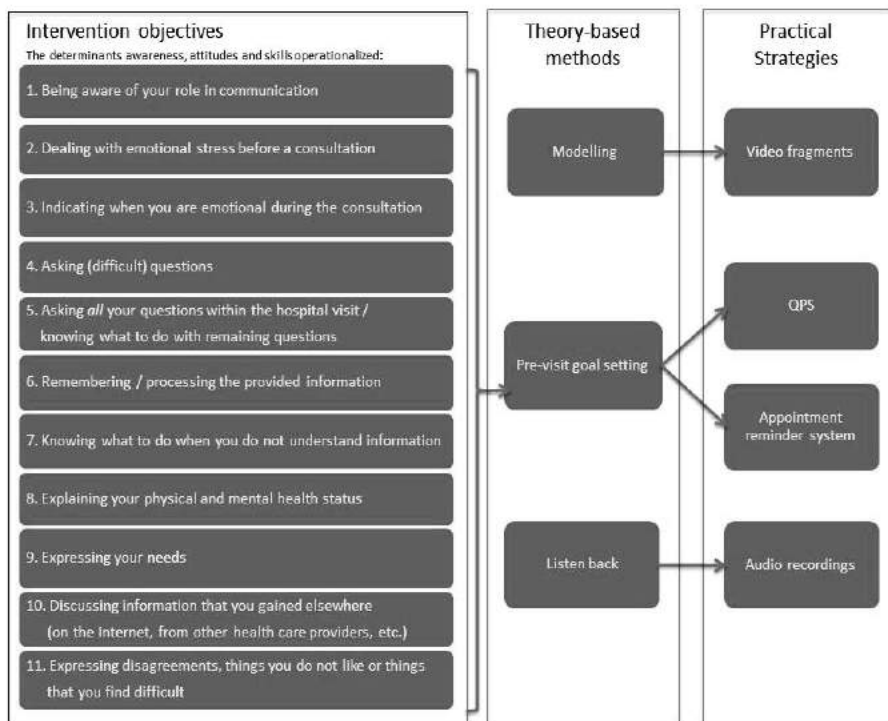 Intervention objectives
The determinants awareness, attitudes and skills operationalized:
1. Being aware of your role in communication
2. Dealing with emotional stress before a consultation
3. Indicating when you are emotional during the consultation
4. Asking (difficult) questions
5. Asking all your questions within the hospital visit /
knowing what to do with remaining questions
6. Remembering / processing the provided information
7. Knowing what to do when you do not understand information
8. Explaining your physical and mental health status
9. Expressing your needs
10. Discussing information that you gained elsewhere
(on the Internet, from other health care providers, etc.)
11. Expressing disagreements, things you do not like or things
that you find difficult
Theory-based
methods
Modelling
Pre-visit goal setting
Listen back
Practical
Strategies
Video fragments
QPS
Appointment
reminder system
Audio recordings